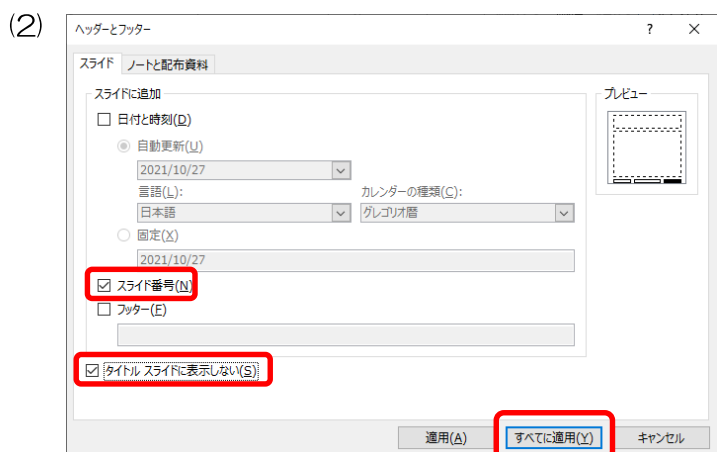 (2)
ヘッダーとフッター ? ×
スライド ノートと配布資料
スライドに追加 プレビュー
日付と時刻(D)
自動更新(U)
2021/10/27
言語(L): カレンダーの種類(C):
日本語 グレゴリオ暦
固定(X)
2021/10/27
スライド番号(N)
フッター(F)
タイトル スライドに表示しない(S)
適用(A) すべてに適用(Y) キャンセル